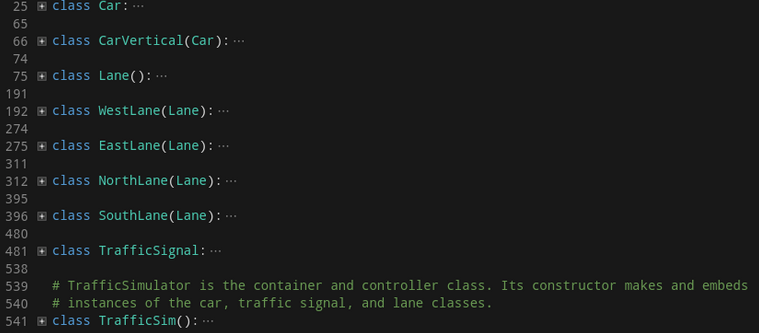 25 class Car: ···
65
66 class CarVertical(Car): ···
74
75 class Lane(): ···
191
192 class WestLane(Lane): ···
274
275 class EastLane(Lane): ···
311
312 class NorthLane(Lane): ···
395
396 class SouthLane(Lane): ···
480
481 class TrafficSignal: ···
538
539 # TrafficSimulator is the container and controller class. Its constructor makes and embeds
540 # instances of the car, traffic signal, and lane classes.
541 class TrafficSim(): ···